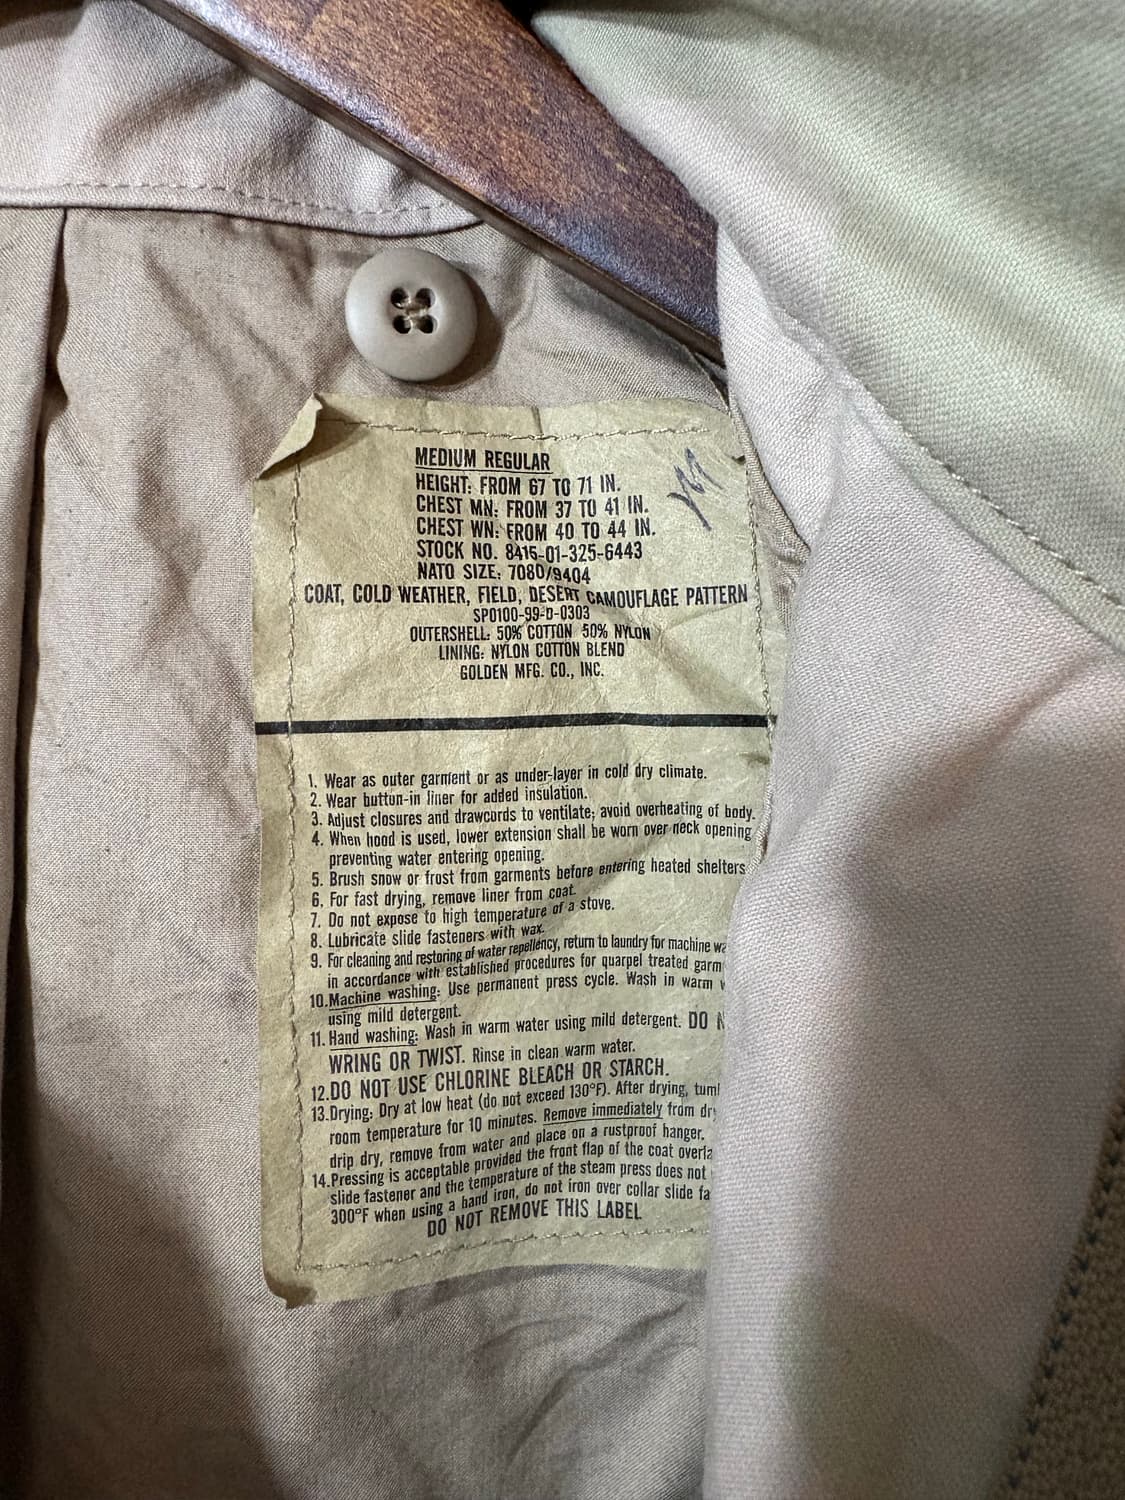 MEDIUM REGULAR
HEIGHT: FROM 67 TO 71 IN.
CHEST MN: FROM 37 TO 41 IN.
CHEST WN: FROM 40 TO 44 IN.
STOCK NO. 8415-01-325-6443
NATO SIZE: 7080/9404
COAT, COLD WEATHER, FIELD, DESERT CAMOUFLAGE PATTERN
SP0100-99-D-0303
OUTERSHELL: 50% COTTON 50% NYLON
LINING: NYLON COTTON BLEND
GOLDEN MFG. CO., INC.
M
1. Wear as outer garment or as under-layer in cold dry climate.
2. Wear button-in liner for added insulation.
3. Adjust closures and drawcords to ventilate; avoid overheating of body.
4. When hood is used, lower extension shall be worn over neck opening
preventing water entering opening.
5. Brush snow or frost from garments before entering heated shelters
6. For fast drying, remove liner from coat.
7. Do not expose to high temperature of a stove.
8. Lubricate slide fasteners with wax.
9. For cleaning and restoring of water repellency, return to laundry for machine wa
in accordance with established procedures for quarpel treated garm
10. Machine washing: Use permanent press cycle. Wash in warm
using mild detergent.
11. Hand washing: Wash in warm water using mild detergent. DO N
WRING OR TWIST. Rinse in clean warm water.
12. DO NOT USE CHLORINE BLEACH OR STARCH.
13. Drying: Dry at low heat (do not exceed 130°F). After drying, tuml
room temperature for 10 minutes. Remove immediately from dr
drip dry, remove from water and place on a rustproof hanger.
14. Pressing is acceptable provided the front flap of the coat overla
slide fastener and the temperature of the steam press does not
300°F when using a hand iron, do not iron over collar slide fa
DO NOT REMOVE THIS LABEL